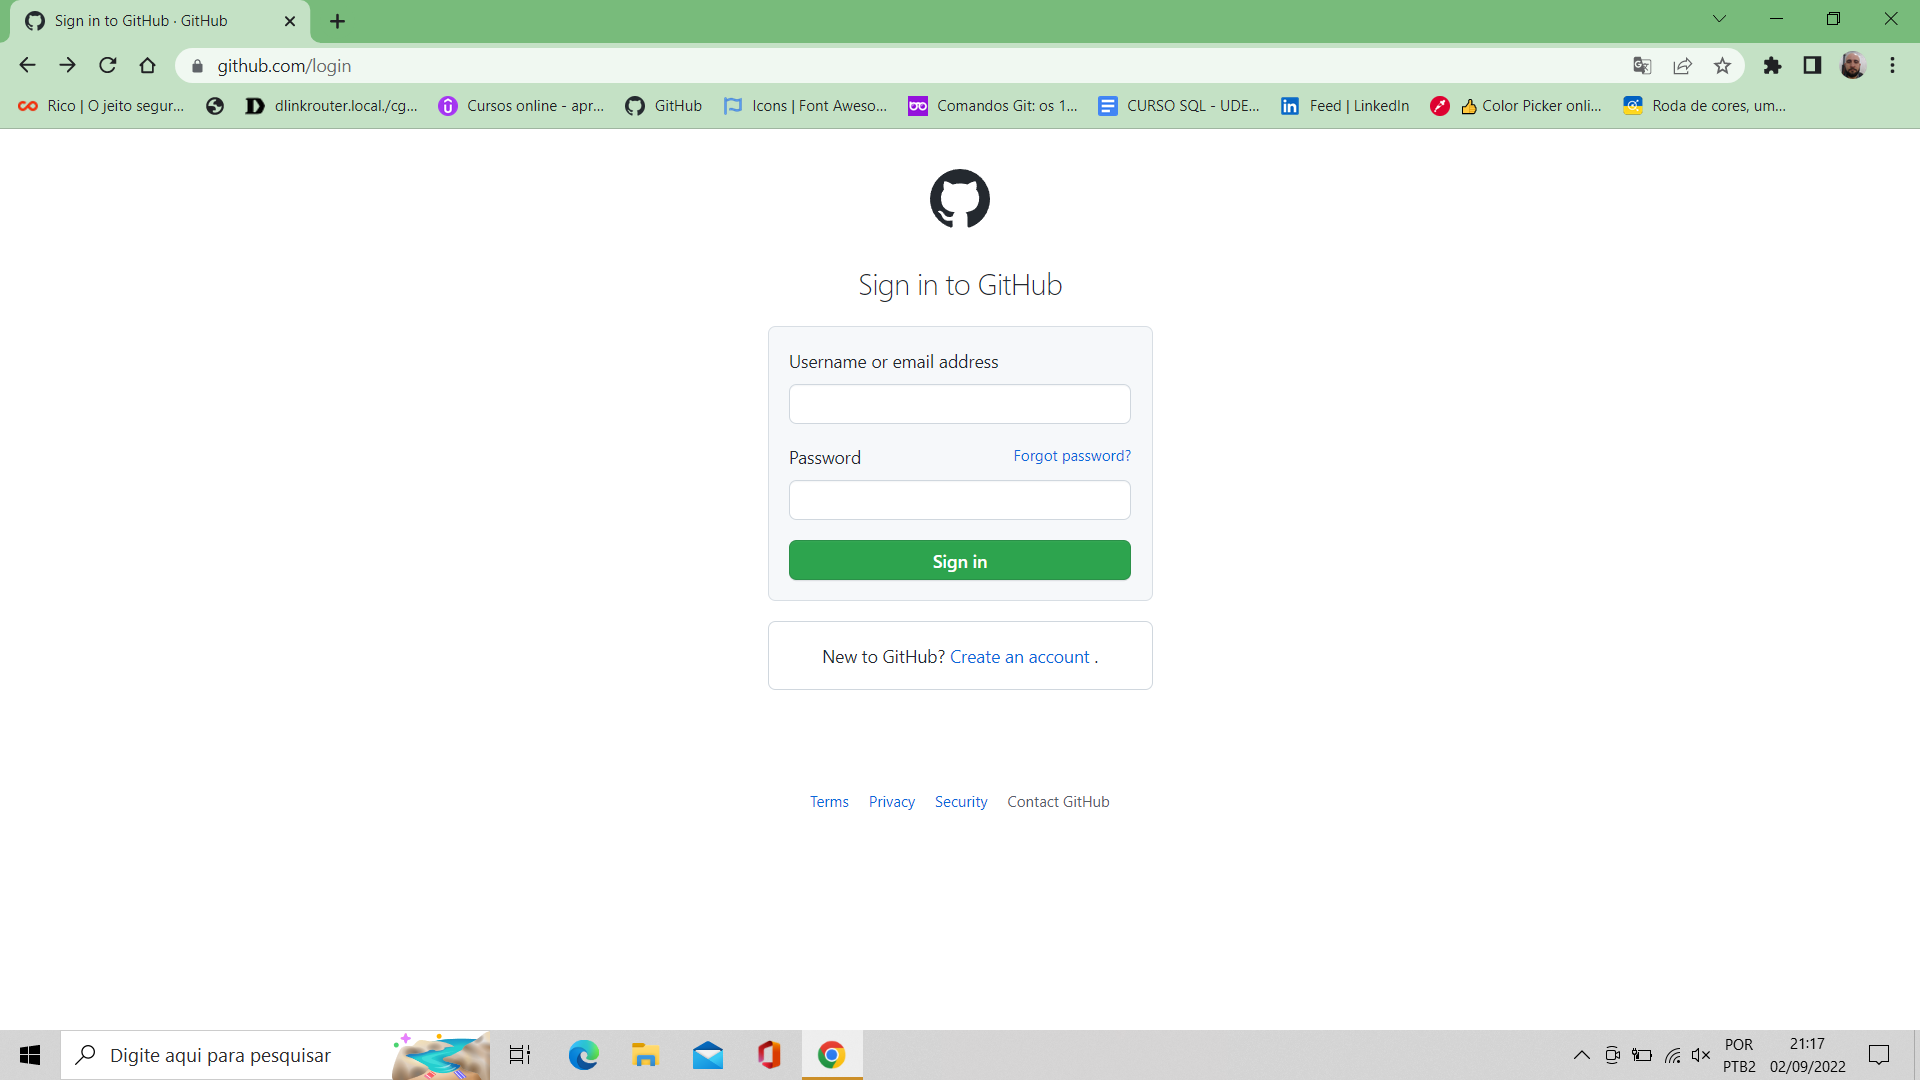 Sign in to GitHub · GitHub
github.com/login
Rico | O jeito segur...
dlinkrouter.local./cg...
Cursos online - apr...
GitHub
Icons | Font Aweso...
Comandos Git: os 1...
CURSO SQL - UDE...
Feed | LinkedIn
Color Picker onli...
Roda de cores, um...
Sign in to GitHub
Username or email address
Password
Forgot password?
Sign in
New to GitHub? Create an account .
Terms
Privacy
Security
Contact GitHub
Digite aqui para pesquisar
POR
PTB2
21:17
02/09/2022